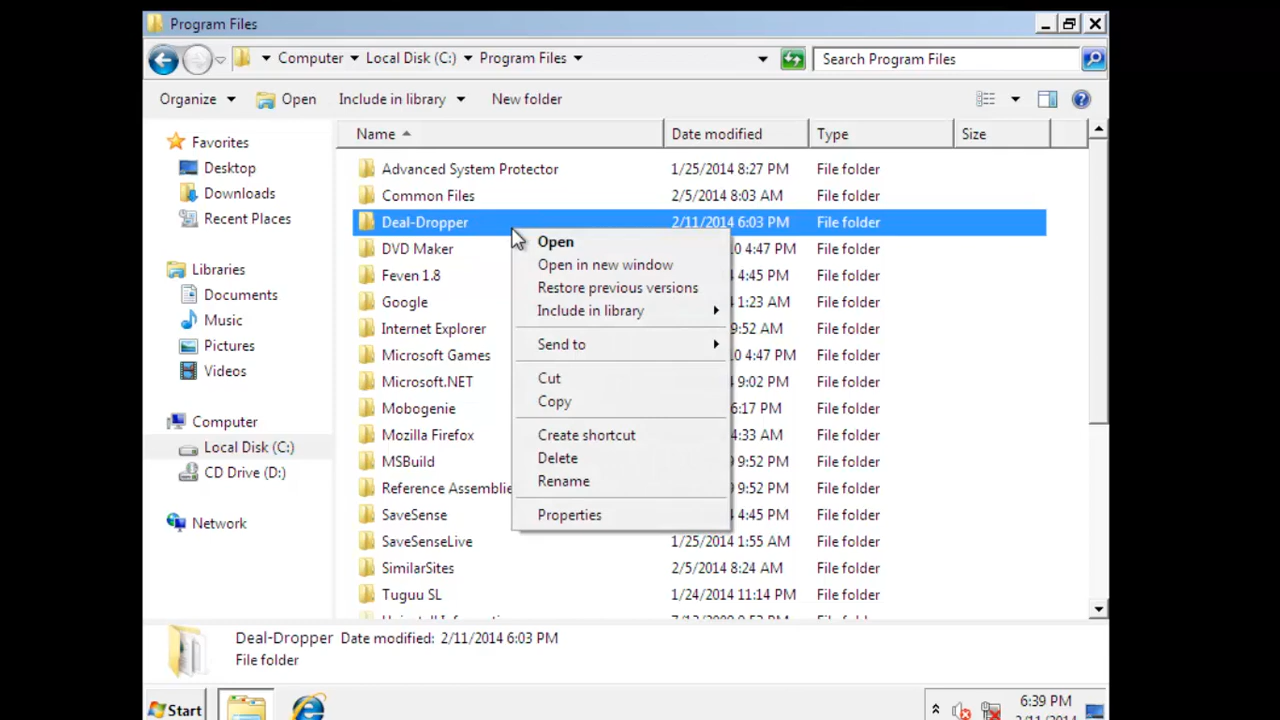 Program Files
Computer Local Disk (C:) Program Files Search Program Files
Organize Open Include in library New folder
Name Date modified Type Size
Favorites
Desktop
Downloads
Recent Places
Libraries
Documents
Music
Pictures
Videos
Computer
Local Disk (C:)
CD Drive (D:)
Network
Advanced System Protector 1/25/2014 8:27 PM File folder
Common Files 2/5/2014 8:03 AM File folder
Deal-Dropper 2/11/2014 6:03 PM File folder
DVD Maker 0 4:47 PM File folder
Feven 1.8 4:45 PM File folder
Google 1:23 AM File folder
Internet Explorer 9:52 AM File folder
Microsoft Games 0 4:47 PM File folder
Microsoft.NET 9:02 PM File folder
Mobogenie 6:17 PM File folder
Mozilla Firefox 4:33 AM File folder
MSBuild 9:52 PM File folder
Reference Assemblie 9:52 PM File folder
SaveSense 4:45 PM File folder
SaveSenseLive 1/25/2014 1:55 AM File folder
SimilarSites 2/5/2014 8:24 AM File folder
Tuguu SL 1/24/2014 11:14 PM File folder
Open
Open in new window
Restore previous versions
Include in library
Send to
Cut
Copy
Create shortcut
Delete
Rename
Properties
Deal-Dropper Date modified: 2/11/2014 6:03 PM
File folder
Start
6:39 PM
2/11/2014